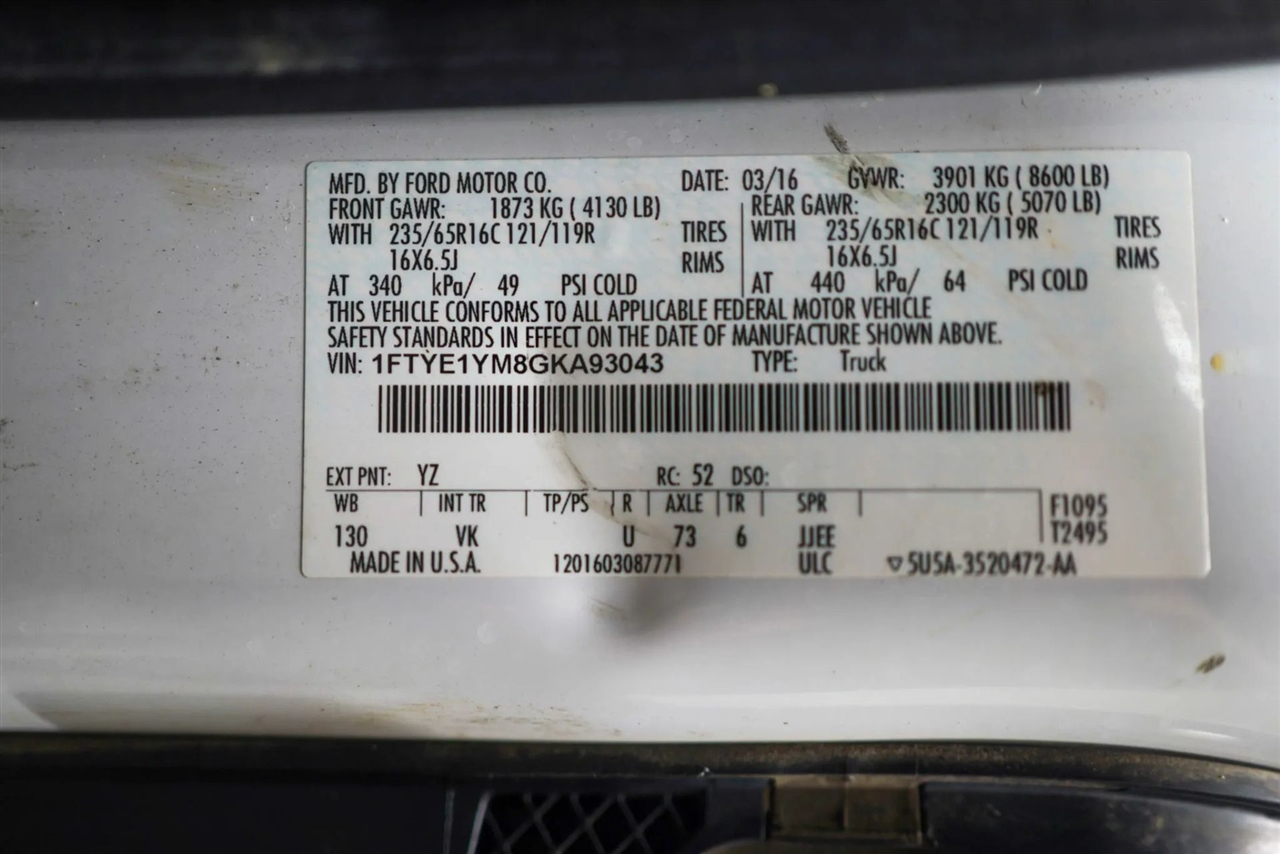 MFD. BY FORD MOTOR CO. DATE: 03/16 GVWR: 3901 KG ( 8600 LB)
FRONT GAWR: 1873 KG ( 4130 LB) REAR GAWR: 2300 KG ( 5070 LB)
WITH 235/65R16C 121/119R TIRES WITH 235/65R16C 121/119R TIRES
16X6.5J RIMS 16X6.5J RIMS
AT 340 kPa/ 49 PSI COLD AT 440 kPa/ 64 PSI COLD
THIS VEHICLE CONFORMS TO ALL APPLICABLE FEDERAL MOTOR VEHICLE
SAFETY STANDARDS IN EFFECT ON THE DATE OF MANUFACTURE SHOWN ABOVE.
VIN: 1FTYE1YM8GKA93043 TYPE: Truck
EXT PNT: YZ RC: 52 DSO:
WB INT TR TP/PS R AXLE TR SPR F1095
130 VK U 73 6 JJEE T2495
MADE IN U.S.A. 1201603087771 ULC ▽5U5A-3520472-AA